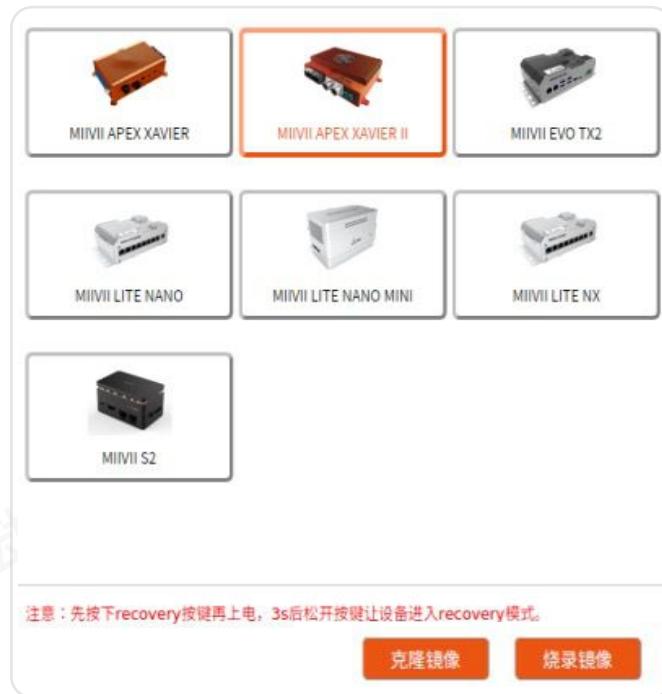 MIIVII APEX XAVIER
MIIVII APEX XAVIER II
MIIVII EVO TX2
MIIVII LITE NANO
MIIVII LITE NANO MINI
MIIVII LITE NX
MIIVII S2
注意：先按下recovery按键再上电，3s后松开按键让设备进入recovery模式。
克隆镜像
烧录镜像